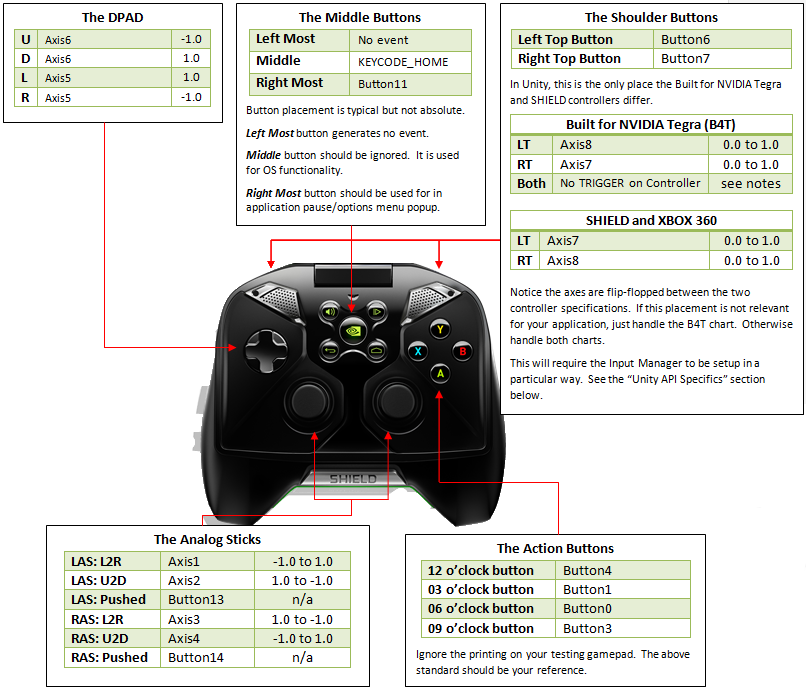 The DPAD
U Axis6 -1.0
D Axis6 1.0
L Axis5 1.0
R Axis5 -1.0
The Middle Buttons
Left Most No event
Middle KEYCODE_HOME
Right Most Button11
Button placement is typical but not absolute.
Left Most button generates no event.
Middle button should be ignored. It is used
for OS functionality.
Right Most button should be used for in
application pause/options menu popup.
The Shoulder Buttons
Left Top Button Button6
Right Top Button Button7
In Unity, this is the only place the Built for NVIDIA Tegra
and SHIELD controllers differ.
Built for NVIDIA Tegra (B4T)
LT Axis8 0.0 to 1.0
RT Axis7 0.0 to 1.0
Both No TRIGGER on Controller see notes
SHIELD and XBOX 360
LT Axis7 0.0 to 1.0
RT Axis8 0.0 to 1.0
Notice the axes are flip-flopped between the two
controller specifications. If this placement is not relevant
for your application, just handle the B4T chart. Otherwise
handle both charts.
This will require the Input Manager to be setup in a
particular way. See the “Unity API Specifics” section
below.
Y
X
B
A
SHIELD
The Analog Sticks
LAS: L2R Axis1 -1.0 to 1.0
LAS: U2D Axis2 1.0 to -1.0
LAS: Pushed Button13 n/a
RAS: L2R Axis3 1.0 to -1.0
RAS: U2D Axis4 -1.0 to 1.0
RAS: Pushed Button14 n/a
The Action Buttons
12 o’clock button Button4
03 o’clock button Button1
06 o’clock button Button0
09 o’clock button Button3
Ignore the printing on your testing gamepad. The above
standard should be your reference.